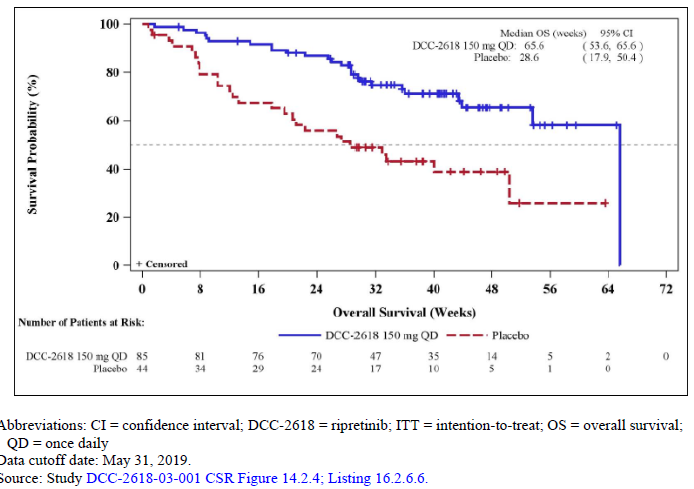 Median OS (weeks) 95% CI
DCC-2618 150 mg QD: 65.6 (53.6, 65.6)
Placebo: 28.6 (17.9, 50.4)
100
80
60
40
20
0
Survival Probability (%)
+ Censored
0 8 16 24 32 40 48 56 64 72
Overall Survival (Weeks)
Number of Patients at Risk:
DCC-2618 150 mg QD Placebo
DCC-2618 150 mg QD 85 81 76 70 47 35 14 5 2 0
Placebo 44 34 29 24 17 10 5 1 0
Abbreviations: CI = confidence interval; DCC-2618 = ripretinib; ITT = intention-to-treat; OS = overall survival;
QD = once daily
Data cutoff date: May 31, 2019.
Source: Study DCC-2618-03-001 CSR Figure 14.2.4; Listing 16.2.6.6.